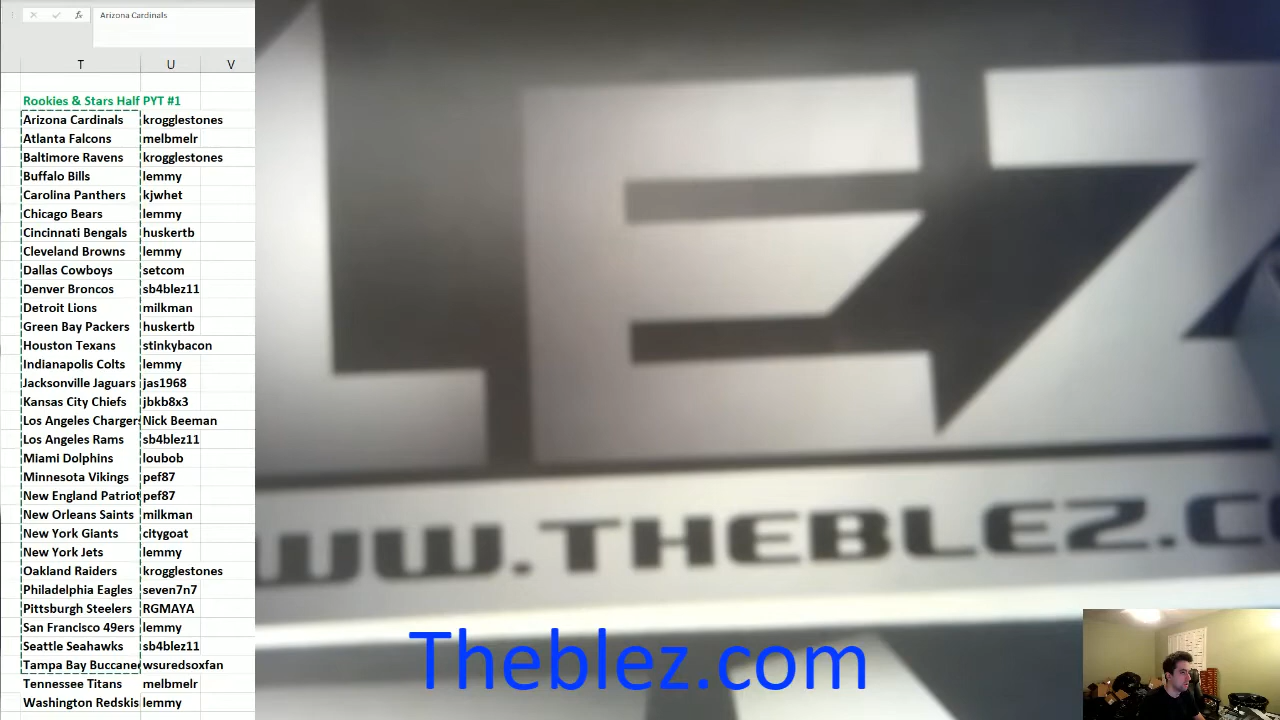 fx Arizona Cardinals
T U V
Rookies & Stars Half PYT #1
Arizona Cardinals krogglestones
Atlanta Falcons melbmelr
Baltimore Ravens krogglestones
Buffalo Bills lemmy
Carolina Panthers kjwhet
Chicago Bears lemmy
Cincinnati Bengals huskertb
Cleveland Browns lemmy
Dallas Cowboys setcom
Denver Broncos sb4blez11
Detroit Lions milkman
Green Bay Packers huskertb
Houston Texans stinkybacon
Indianapolis Colts lemmy
Jacksonville Jaguars jas1968
Kansas City Chiefs jbkb8x3
Los Angeles Chargers Nick Beeman
Los Angeles Rams sb4blez11
Miami Dolphins loubob
Minnesota Vikings pef87
New England Patriot pef87
New Orleans Saints milkman
New York Giants citygoat
New York Jets lemmy
Oakland Raiders krogglestones
Philadelphia Eagles seven7n7
Pittsburgh Steelers RGMAYA
San Francisco 49ers lemmy
Seattle Seahawks sb4blez11
Tampa Bay Buccanee wsuredsoxfan
Tennessee Titans melbmelr
Washington Redskis lemmy
LEZ
WW.THEBLEZ.C
Theblez.com